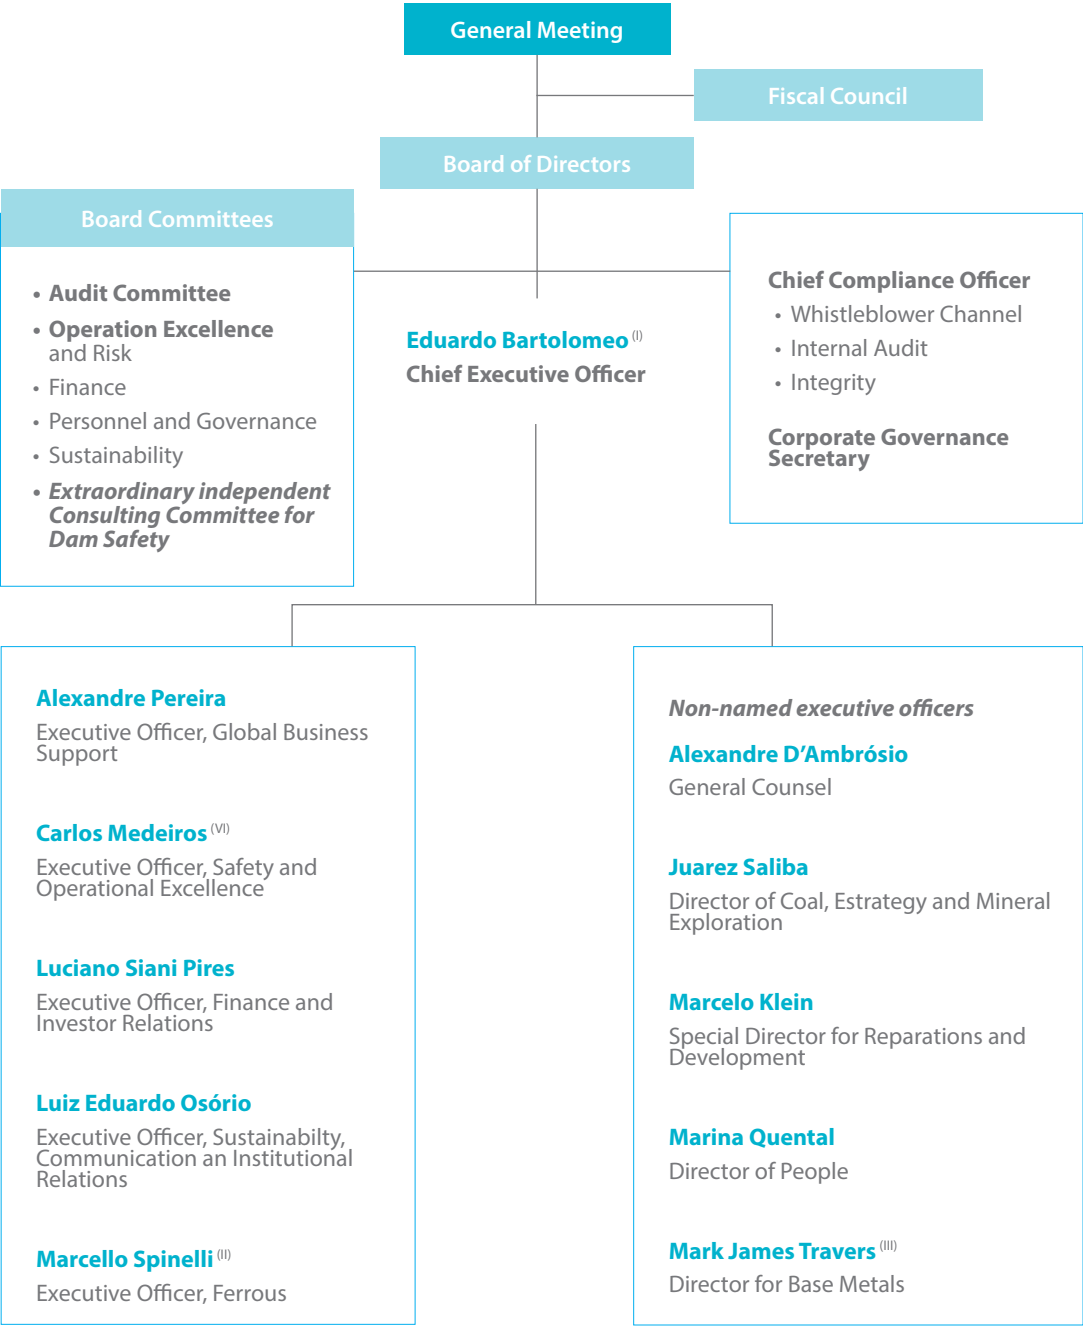 General Meeting
Fiscal Council
Board of Directors
Board Committees
• Audit Committee
• Operation Excellence
and Risk
• Finance
• Personnel and Governance
• Sustainability
• Extraordinary independent
Consulting Committee for
Dam Safety
Eduardo Bartolomeo (I)
Chief Executive Officer
Chief Compliance Officer
• Whistleblower Channel
• Internal Audit
• Integrity
Corporate Governance
Secretary
Alexandre Pereira
Executive Officer, Global Business
Support
Carlos Medeiros (VI)
Executive Officer, Safety and
Operational Excellence
Luciano Siani Pires
Executive Officer, Finance and
Investor Relations
Luiz Eduardo Osório
Executive Officer, Sustainabilty,
Communication an Institutional
Relations
Marcello Spinelli (II)
Executive Officer, Ferrous
Non-named executive officers
Alexandre D’Ambrósio
General Counsel
Juarez Saliba
Director of Coal, Estrategy and Mineral
Exploration
Marcelo Klein
Special Director for Reparations and
Development
Marina Quental
Director of People
Mark James Travers (III)
Director for Base Metals